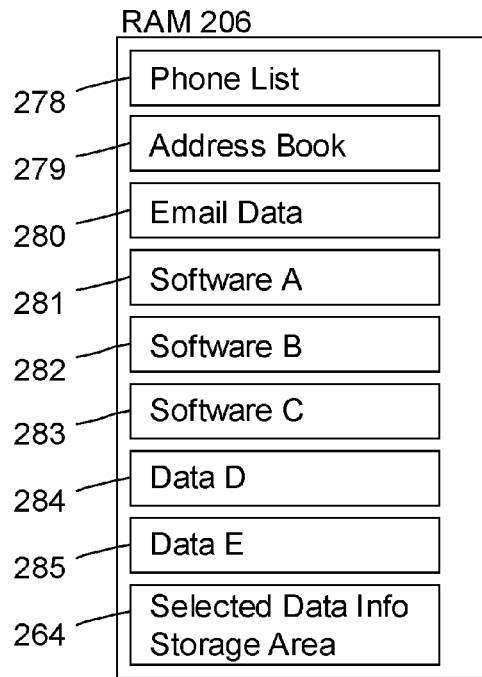 RAM 206
278 Phone List
279 Address Book
280 Email Data
281 Software A
282 Software B
283 Software C
284 Data D
285 Data E
264 Selected Data Info
Storage Area